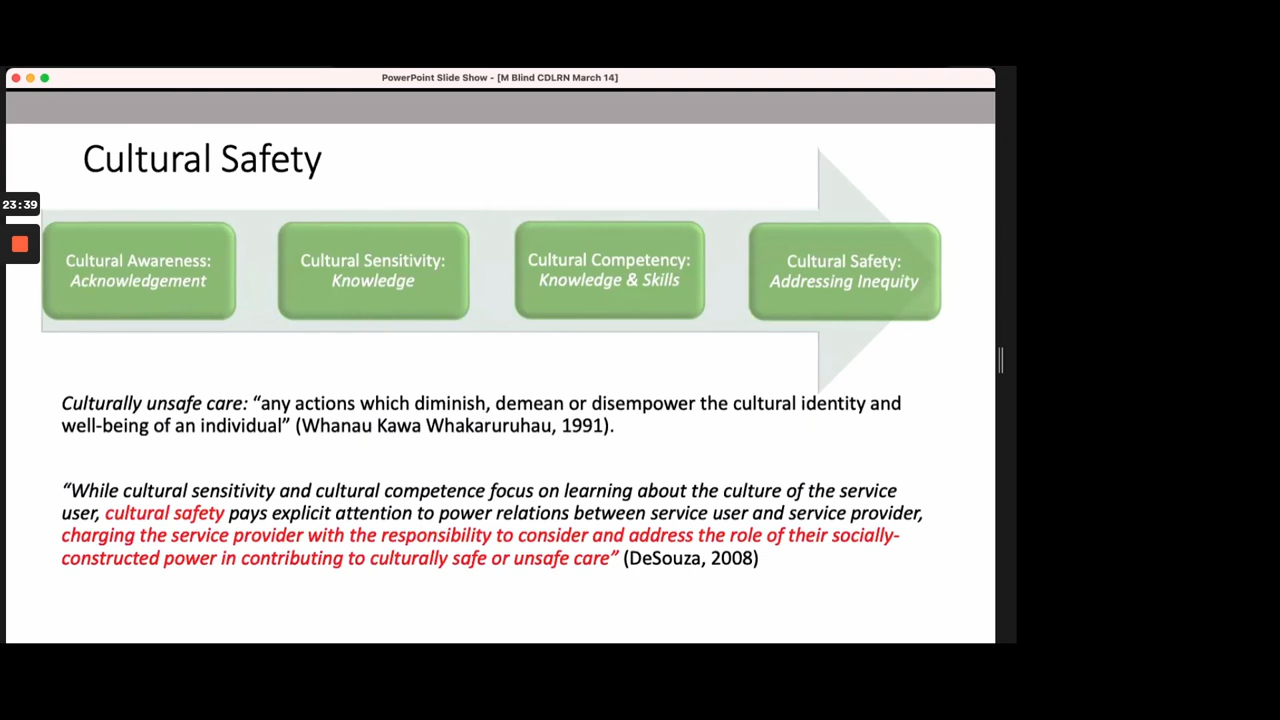 PowerPoint Slide Show - [M Blind CDLRN March 14]
Cultural Safety
23:39
Cultural Awareness:
Acknowledgement
Cultural Sensitivity:
Knowledge
Cultural Competency:
Knowledge & Skills
Cultural Safety:
Addressing Inequity
Culturally unsafe care: “any actions which diminish, demean or disempower the cultural identity and
well-being of an individual” (Whanau Kawa Whakaruruhau, 1991).
“While cultural sensitivity and cultural competence focus on learning about the culture of the service
user, cultural safety pays explicit attention to power relations between service user and service provider,
charging the service provider with the responsibility to consider and address the role of their socially-
constructed power in contributing to culturally safe or unsafe care” (DeSouza, 2008)